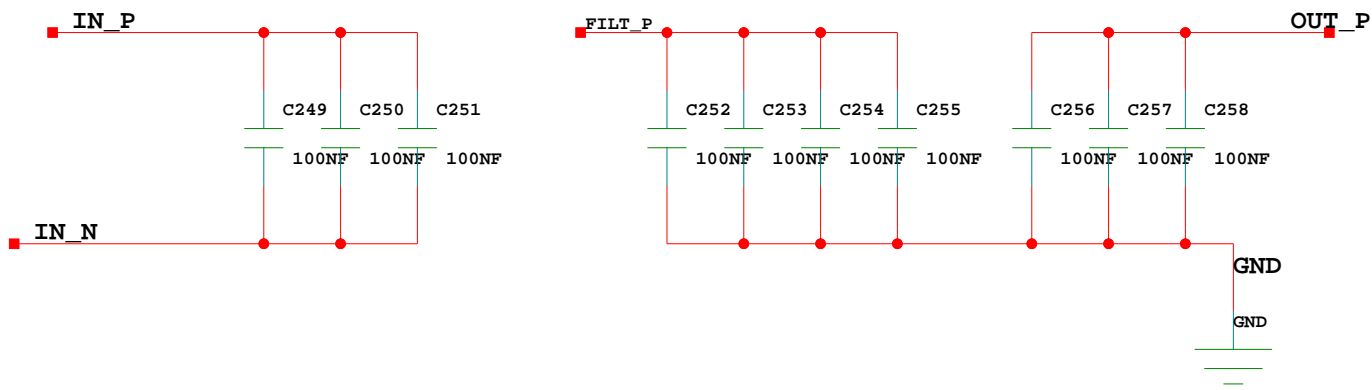 IN_P
FILT_P
OUT_P
C249
C250
C251
C252
C253
C254
C255
C256
C257
C258
100NF
100NF
100NF
100NF
100NF
100NF
100NF
100NF
100NF
100NF
IN_N
GND
GND